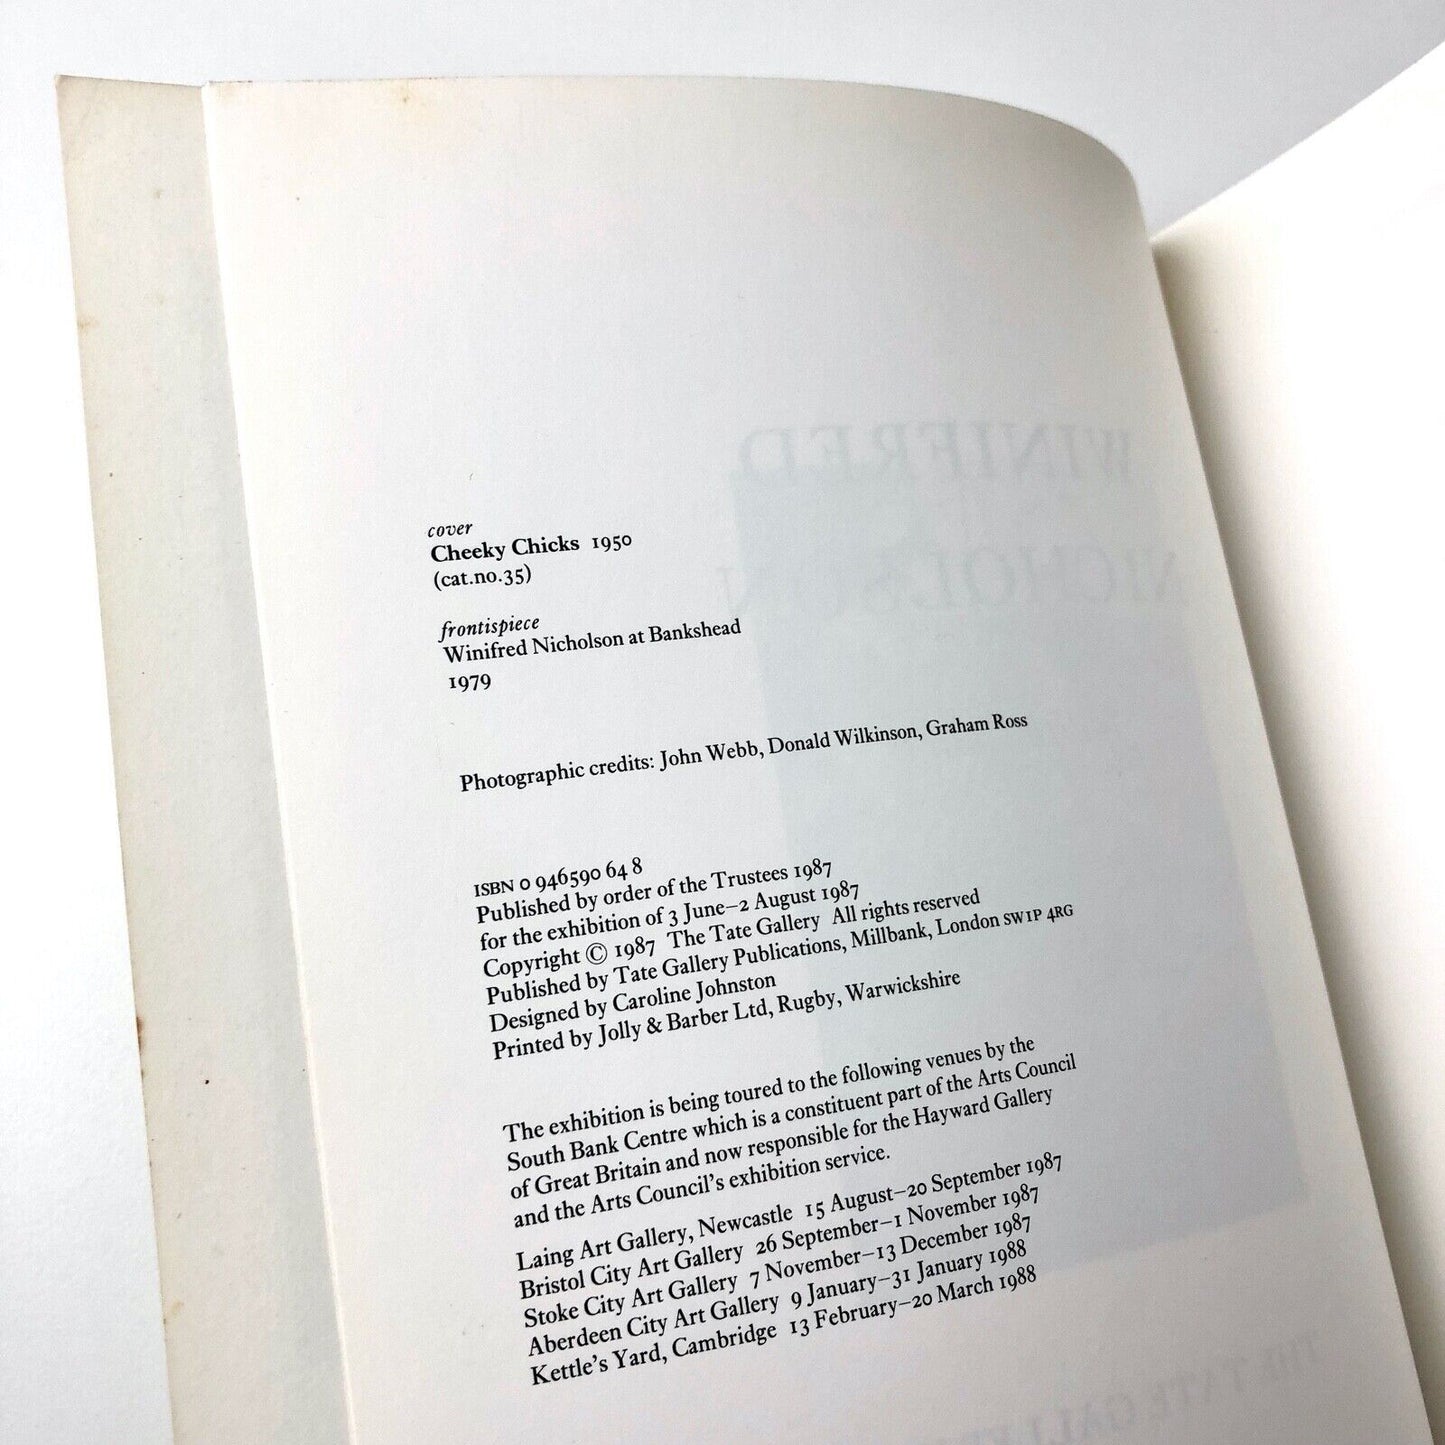 cover
Cheeky Chicks 1950
(cat.no.35)
frontispiece
Winifred Nicholson at Bankshead
1979
Photographic credits: John Webb, Donald Wilkinson, Graham Ross
ISBN 0 946590 64 8
Published by order of the Trustees 1987
for the exhibition of 3 June–2 August 1987
Copyright © 1987 The Tate Gallery All rights reserved
Published by Tate Gallery Publications, Millbank, London SW1P 4RG
Designed by Caroline Johnston
Printed by Jolly & Barber Ltd, Rugby, Warwickshire
The exhibition is being toured to the following venues by the
South Bank Centre which is a constituent part of the Arts Council
of Great Britain and now responsible for the Hayward Gallery
and the Arts Council's exhibition service.
Laing Art Gallery, Newcastle 15 August–20 September 1987
Bristol City Art Gallery 26 September–1 November 1987
Stoke City Art Gallery 7 November–13 December 1987
Aberdeen City Art Gallery 9 January–31 January 1988
Kettle's Yard, Cambridge 13 February–20 March 1988
WINIFRED
NICHOLSON
TATE GALLERY